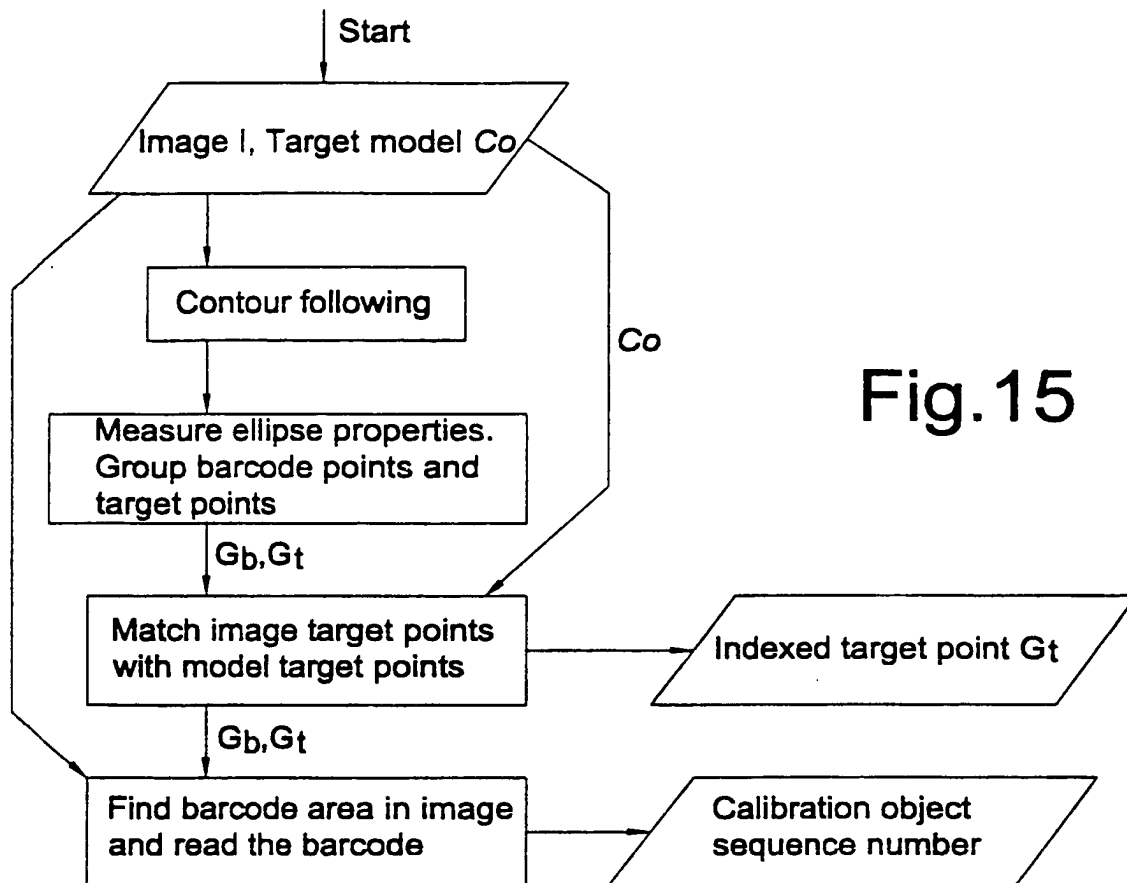 Start
Image I, Target model Co
Contour following
Co
Fig.15
Measure ellipse properties.
Group barcode points and
target points
Gb,Gt
Match image target points
with model target points
Indexed target point Gt
Gb,Gt
Find barcode area in image
and read the barcode
Calibration object
sequence number